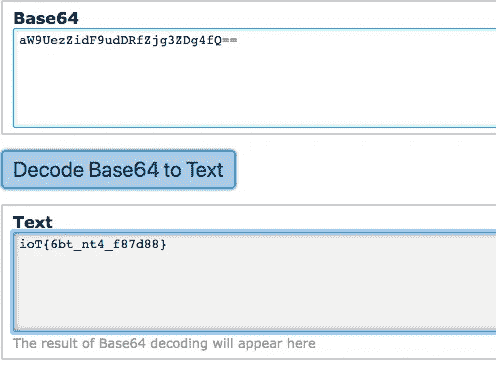 Base64
aW9UezZidF9udDRfZjg3ZDg4fQ==
Decode Base64 to Text
Text
ioT{6bt_nt4_f87d88}
The result of Base64 decoding will appear here